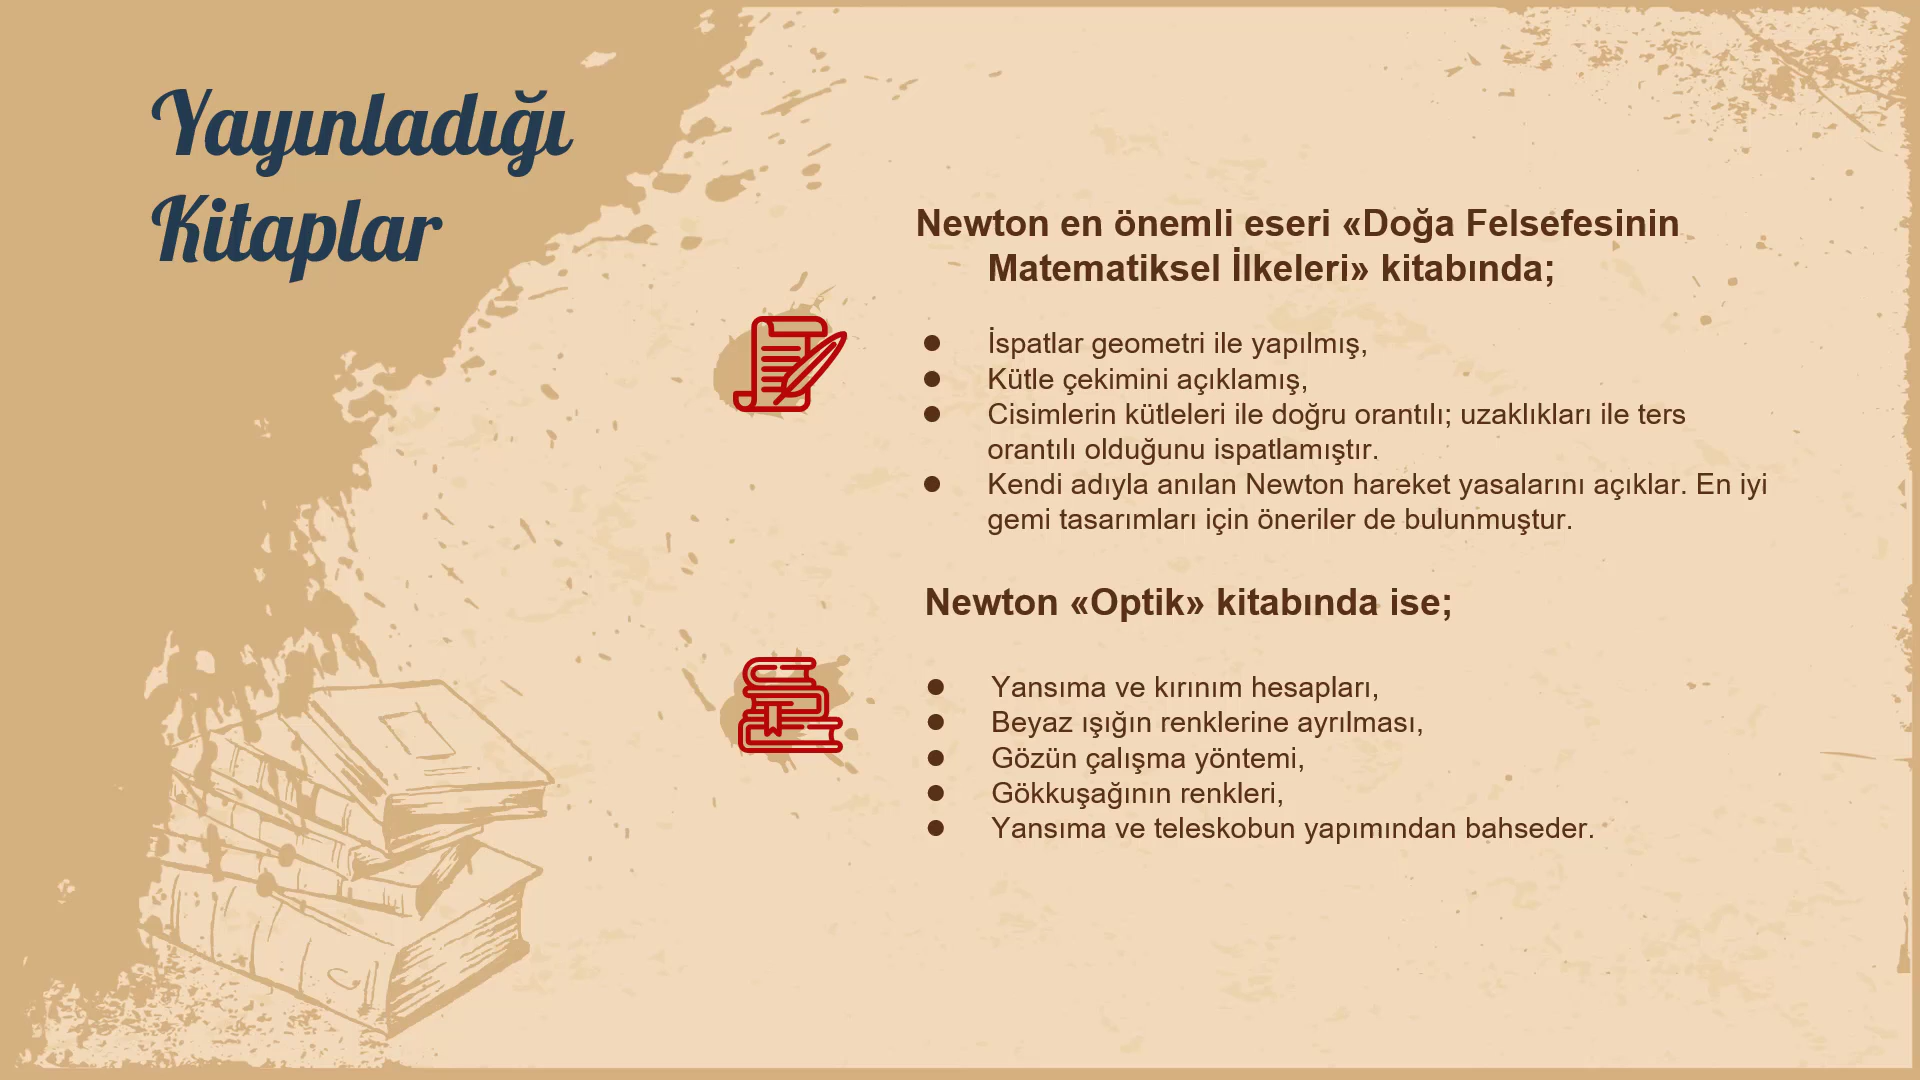 Yayınladığı
Kitaplar
Newton en önemli eseri «Doğa Felsefesinin
Matematiksel İlkeleri» kitabında;
● İspatlar geometri ile yapılmış,
● Kütle çekimini açıklamış,
● Cisimlerin kütleleri ile doğru orantılı; uzaklıkları ile ters
orantılı olduğunu ispatlamıştır.
● Kendi adıyla anılan Newton hareket yasalarını açıklar. En iyi
gemi tasarımları için öneriler de bulunmuştur.
Newton «Optik» kitabında ise;
● Yansıma ve kırınım hesapları,
● Beyaz ışığın renklerine ayrılması,
● Gözün çalışma yöntemi,
● Gökkuşağının renkleri,
● Yansıma ve teleskobun yapımından bahseder.